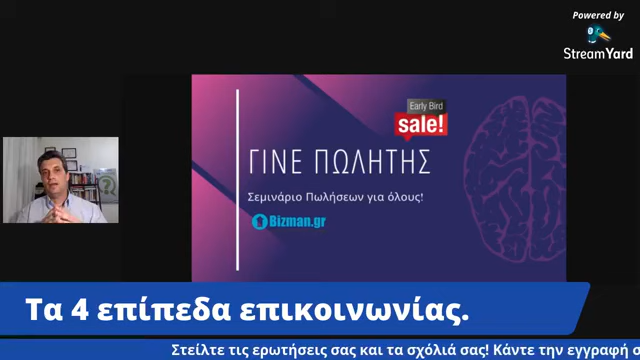 Powered by
StreamYard
Early Bird
sale!
ΓΙΝΕ ΠΩΛΗΤΗΣ
Σεμινάριο Πωλήσεων για όλους!
Bizman.gr
Τα 4 επίπεδα επικοινωνίας.
Στείλτε τις ερωτήσεις σας και τα σχόλιά σας! Κάντε την εγγραφή σ